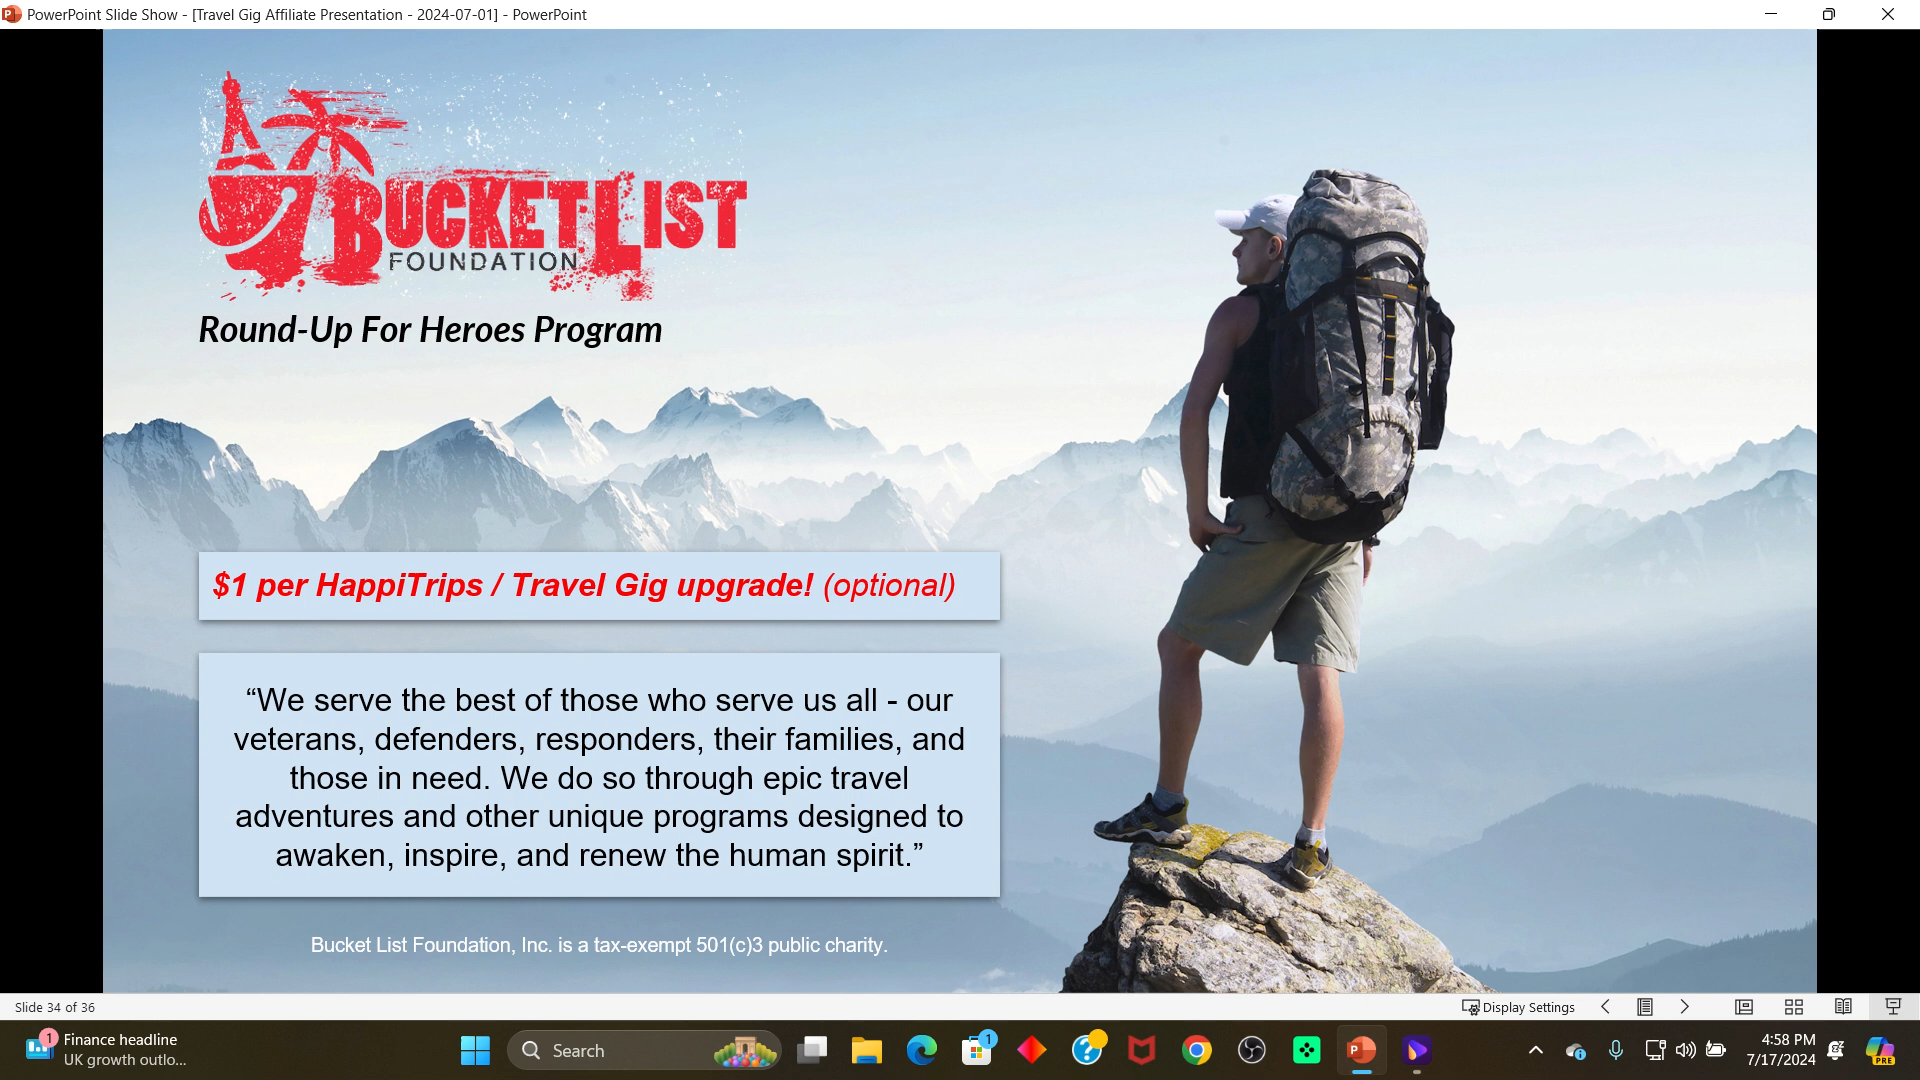 PowerPoint Slide Show - [Travel Gig Affiliate Presentation - 2024-07-01] - PowerPoint
BUCKETLIST
FOUNDATION
Round-Up For Heroes Program
$1 per HappiTrips / Travel Gig upgrade! (optional)
“We serve the best of those who serve us all - our
veterans, defenders, responders, their families, and
those in need. We do so through epic travel
adventures and other unique programs designed to
awaken, inspire, and renew the human spirit.”
Bucket List Foundation, Inc. is a tax-exempt 501(c)3 public charity.
Slide 34 of 36
Display Settings
1
Finance headline
UK growth outlo...
Search
1
4:58 PM
7/17/2024
PRE